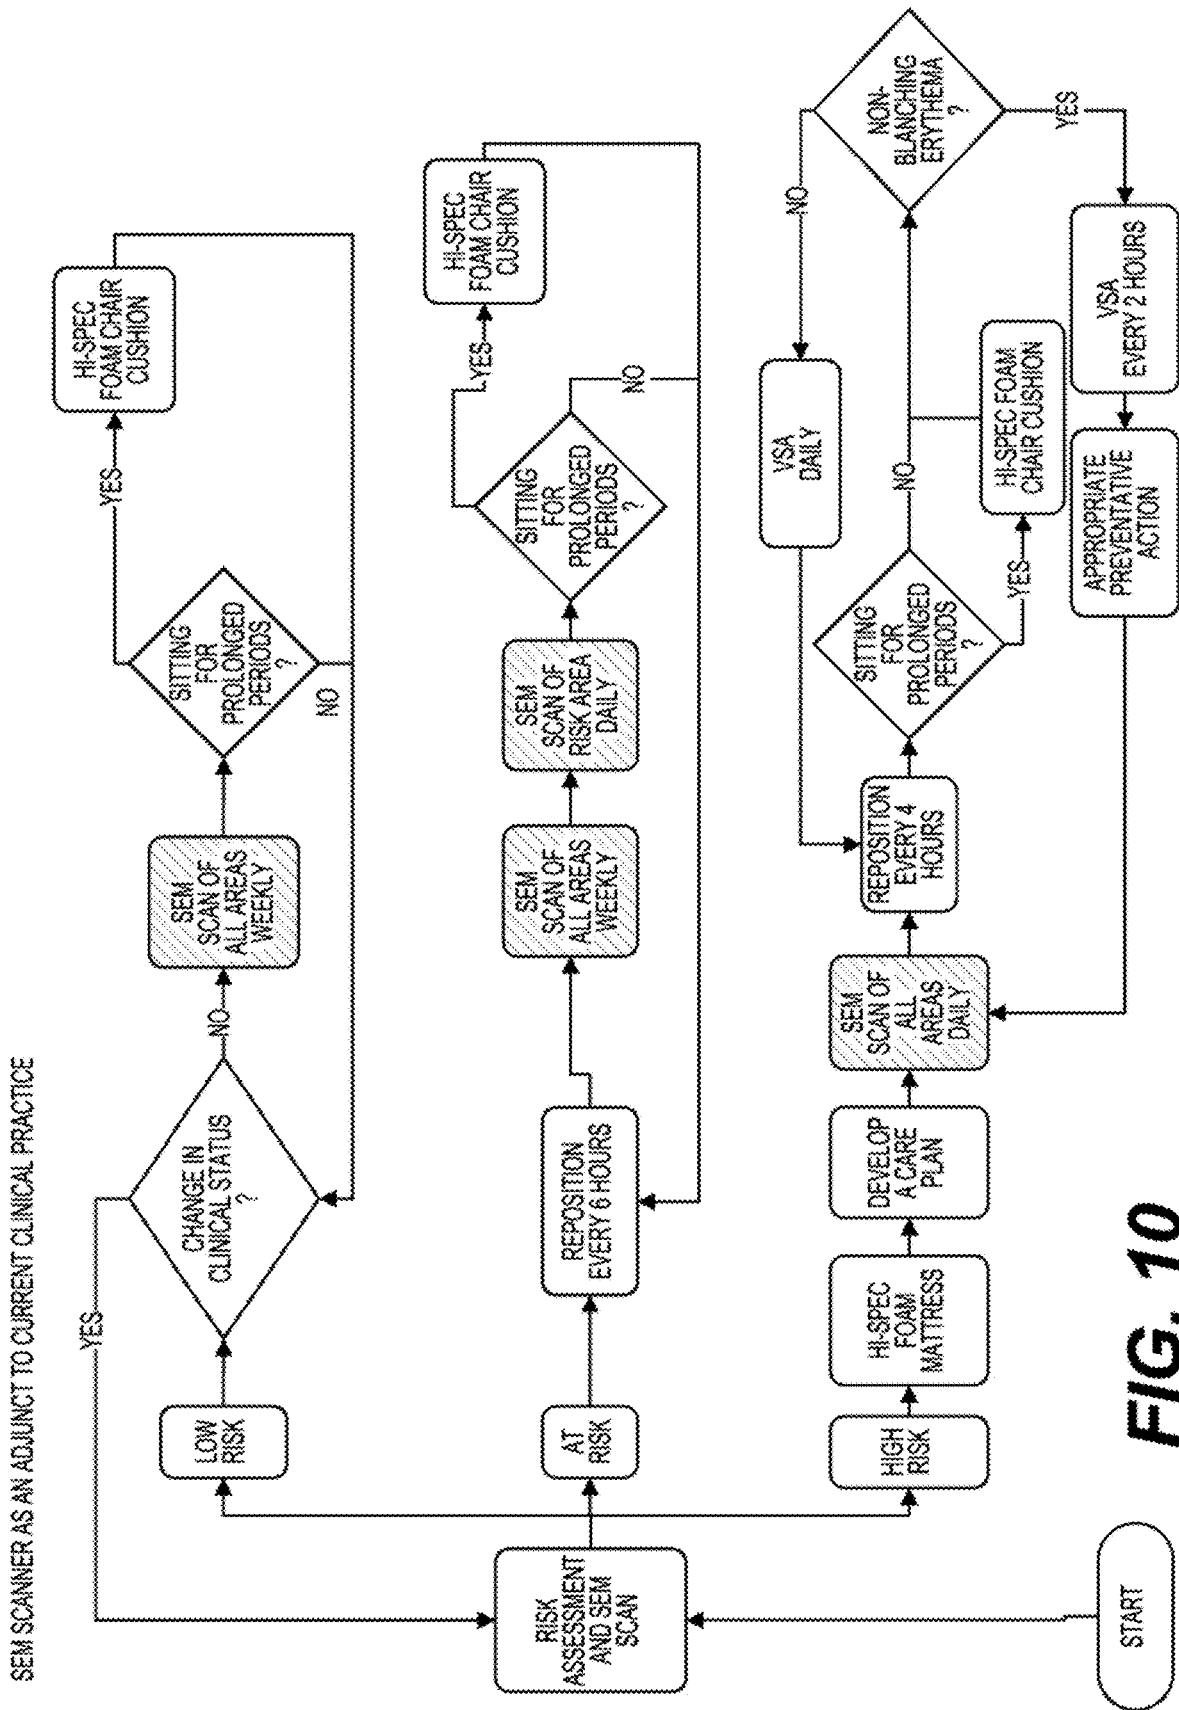 SEM SCANNER AS AN ADJUNCT TO CURRENT CLINICAL PRACTICE
START
RISK
ASSESSMENT
AND SEM
SCAN
YES
LOW
RISK
CHANGE IN
CLINICAL STATUS
?
NO
SEM
SCAN OF
ALL AREAS
WEEKLY
SITTING
FOR
PROLONGED
PERIODS
?
YES
NO
HI-SPEC
FOAM CHAIR
CUSHION
AT
RISK
REPOSITION
EVERY 6 HOURS
SEM
SCAN OF
ALL AREAS
WEEKLY
SEM
SCAN OF
RISK AREA
DAILY
SITTING
FOR
PROLONGED
PERIODS
?
YES
NO
HI-SPEC
FOAM CHAIR
CUSHION
HIGH
RISK
HI-SPEC
FOAM
MATTRESS
DEVELOP
A CARE
PLAN
SEM
SCAN OF
ALL
AREAS
DAILY
REPOSITION
EVERY 4
HOURS
SITTING
FOR
PROLONGED
PERIODS
?
NO
YES
HI-SPEC FOAM
CHAIR CUSHION
NON-
BLANCHING
ERYTHEMA
?
NO
VSA
DAILY
YES
VSA
EVERY 2 HOURS
APPROPRIATE
PREVENTATIVE
ACTION
FIG. 10